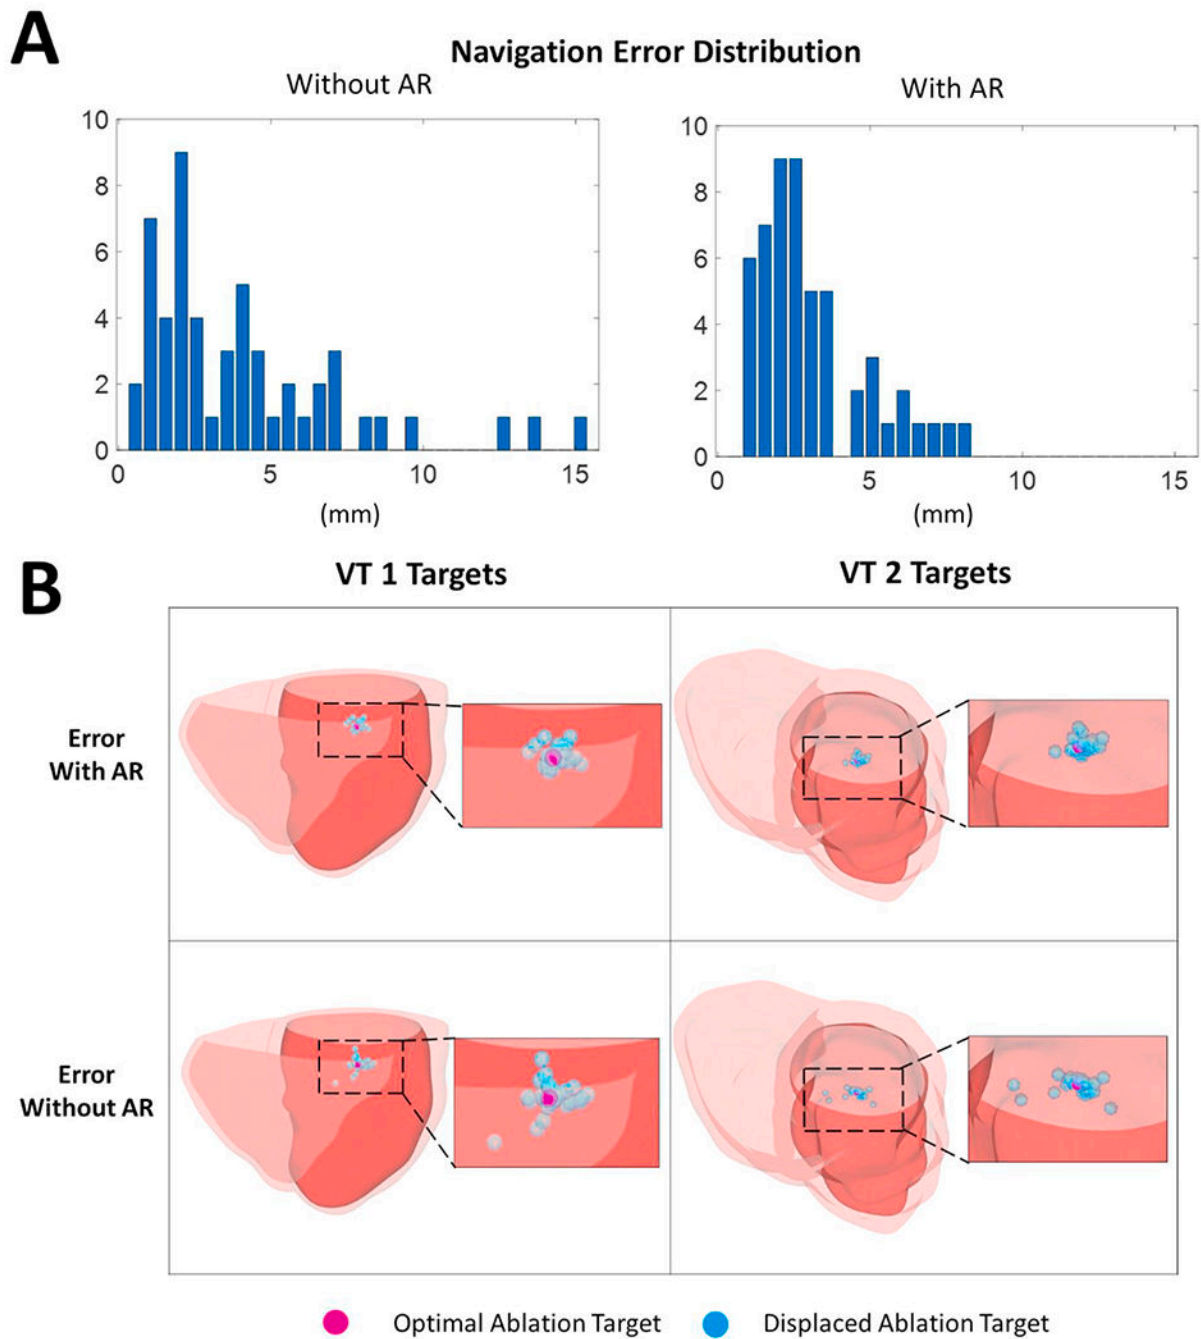 A
Navigation Error Distribution
Without AR
10
8
6
4
2
0
0 5 10 15
(mm)
With AR
10
8
6
4
2
0
0 5 10 15
(mm)
B
VT 1 Targets
VT 2 Targets
Error
With AR
Error
Without AR
Optimal Ablation Target
Displaced Ablation Target